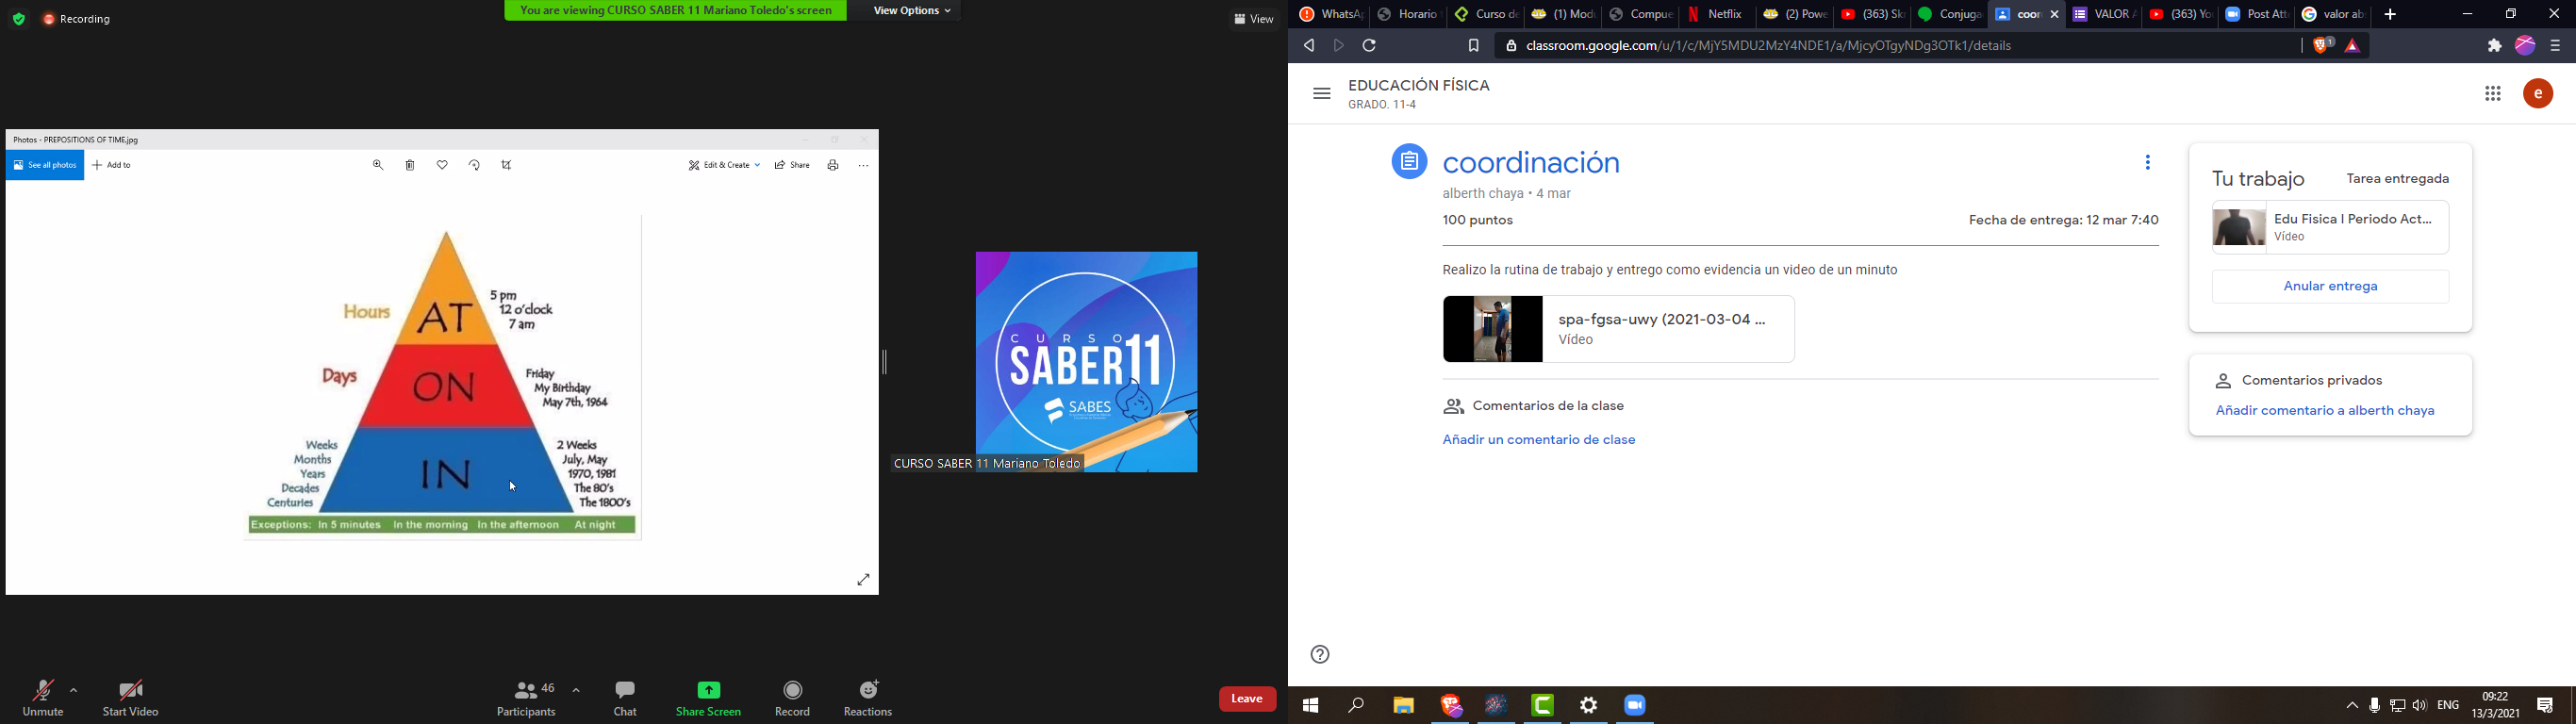 Recording
You are viewing CURSO SABER 11 Mariano Toledo's screen
View Options
View
Photos - PREPOSITIONS OF TIME.jpg
See all photos
Add to
Edit & Create
Share
Hours
AT
5 pm
12 o'clock
7 am
Days
ON
Friday
My Birthday
May 7th, 1964
Weeks
Months
Years
Decades
Centuries
IN
2 Weeks
July, May
1970, 1981
The 80's
The 1800's
Exceptions: In 5 minutes In the morning In the afternoon At night
CURSO
SABER 11
SABES
CURSO SABER 11 Mariano Toledo
Unmute
Start Video
46
Participants
Chat
Share Screen
Record
Reactions
Leave
WhatsAp
Horario
Curso de
(1) Mod
Compue
Netflix
(2) Powe
(363) Sk
Conjuga
coor
VALOR A
(363) Yo
Post Att
valor ab
classroom.google.com/u/1/c/MjY5MDU2MzY4NDE1/a/MjcyOTgyNDg3OTk1/details
1
EDUCACIÓN FÍSICA
GRADO. 11-4
e
coordinación
alberth chaya • 4 mar
100 puntos
Fecha de entrega: 12 mar 7:40
Realizo la rutina de trabajo y entrego como evidencia un video de un minuto
spa-fgsa-uwy (2021-03-04 ...
Vídeo
Comentarios de la clase
Añadir un comentario de clase
Tu trabajo
Tarea entregada
Edu Fisica I Periodo Act...
Vídeo
Anular entrega
Comentarios privados
Añadir comentario a alberth chaya
ENG
09:22
13/3/2021